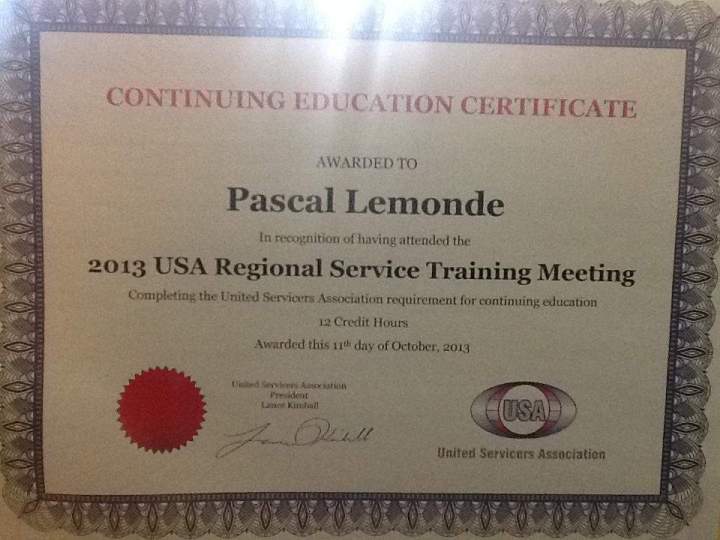 CONTINUING EDUCATION CERTIFICATE
AWARDED TO
Pascal Lemonde
In recognition of having attended the
2013 USA Regional Service Training Meeting
Completing the United Servicers Association requirement for continuing education
12 Credit Hours
Awarded this 11th day of October, 2013
United Servicers Association
President
Lance Kimball
USA
United Servicers Association